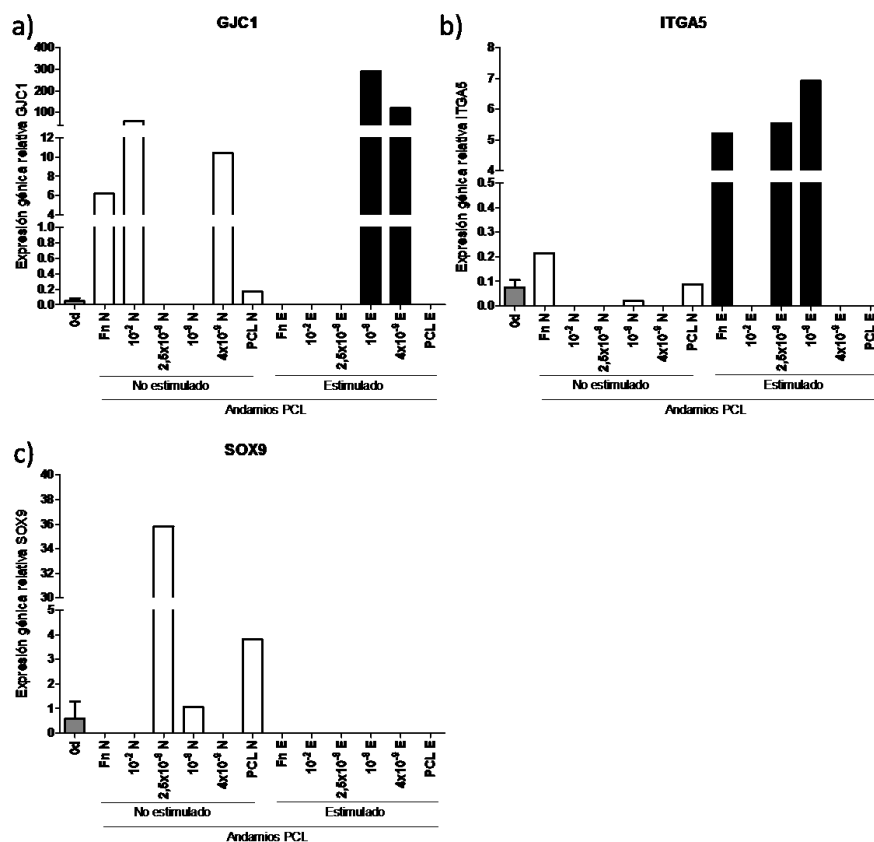 a)
GJC1
Expresión génica relativa GJC1
400
300
200
100
12
10
8
6
4
1.0
0.8
0.6
0.4
0.2
0.0
0d
Fn N
10⁻² N
2,5x10⁻⁸ N
10⁻⁸ N
4x10⁻⁹ N
PCL N
Fn E
10⁻² E
2,5x10⁻⁸ E
10⁻⁸ E
4x10⁻⁹ E
PCL E
No estimulado
Estimulado
Andamios PCL
b)
ITGA5
Expresión génica relativa ITGA5
8
7
6
5
4
0.5
0.4
0.3
0.2
0.1
0.0
0d
Fn N
10⁻² N
2,5x10⁻⁸ N
10⁻⁸ N
4x10⁻⁹ N
PCL N
Fn E
10⁻² E
2,5x10⁻⁸ E
10⁻⁸ E
4x10⁻⁹ E
PCL E
No estimulado
Estimulado
Andamios PCL
c)
SOX9
Expresión génica relativa SOX9
40
38
36
34
32
30
5
4
3
2
1
0
0d
Fn N
10⁻² N
2,5x10⁻⁸ N
10⁻⁸ N
4x10⁻⁹ N
PCL N
Fn E
10⁻² E
2,5x10⁻⁸ E
10⁻⁸ E
4x10⁻⁹ E
PCL E
No estimulado
Estimulado
Andamios PCL